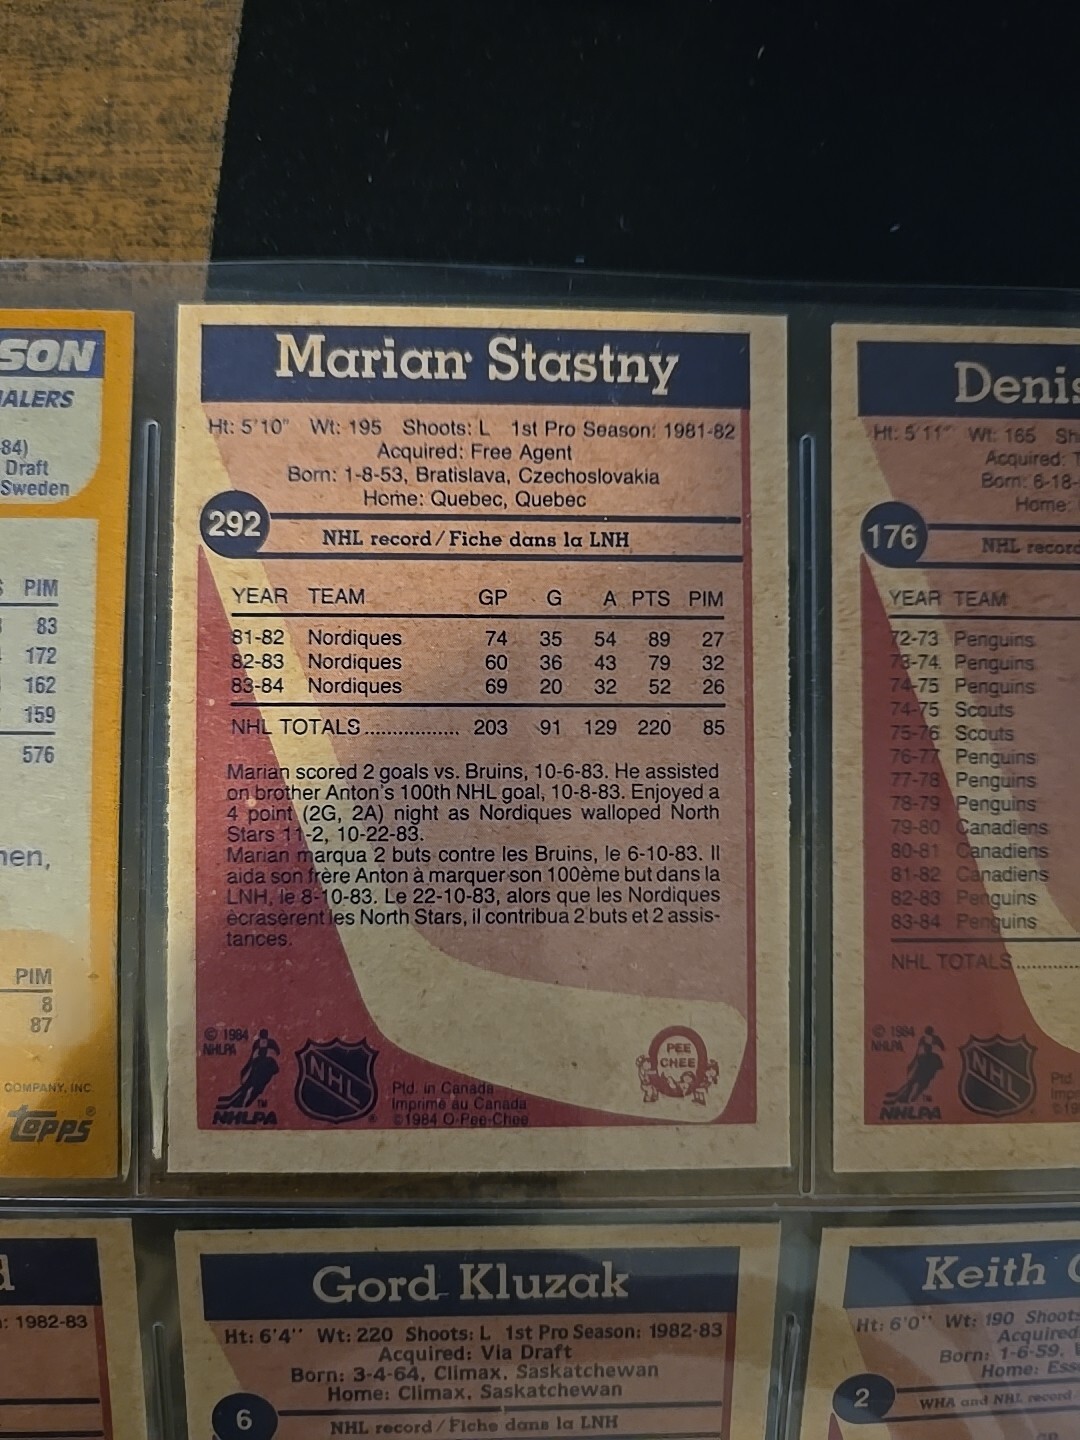 SON
ALERS
84)
Draft
Sweden
PIM
83
172
162
159
576
nen,
PIM
8
87
COMPANY, INC.
TOPPS®
Marian Stastny
Ht: 5'10" Wt: 195 Shoots: L 1st Pro Season: 1981-82
Acquired: Free Agent
Born: 1-8-53, Bratislava, Czechoslovakia
Home: Quebec, Quebec
292
NHL record/Fiche dans la LNH
YEAR TEAM GP G A PTS PIM
81-82 Nordiques 74 35 54 89 27
82-83 Nordiques 60 36 43 79 32
83-84 Nordiques 69 20 32 52 26
NHL TOTALS ................ 203 91 129 220 85
Marian scored 2 goals vs. Bruins, 10-6-83. He assisted
on brother Anton's 100th NHL goal, 10-8-83. Enjoyed a
4 point (2G, 2A) night as Nordiques walloped North
Stars 11-2, 10-22-83.
Marian marqua 2 buts contre les Bruins, le 6-10-83. Il
aida son frère Anton à marquer son 100ème but dans la
LNH, le 8-10-83. Le 22-10-83, alors que les Nordiques
écrasèrent les North Stars, il contribua 2 buts et 2 assis-
tances.
© 1984
NHLPA
NHLPA
TM
NHL
®
Ptd. in Canada
Imprimé au Canada
©1984 O-Pee-Chee
PEE
CHEE
Denis
Ht: 5'11" Wt: 165 Sh
Acquired: T
Born: 6-18-
Home:
176
NHL record
YEAR TEAM
72-73 Penguins
73-74 Penguins
74-75 Penguins
74-75 Scouts
75-76 Scouts
76-77 Penguins
77-78 Penguins
78-79 Penguins
79-80 Canadiens
80-81 Canadiens
81-82 Canadiens
82-83 Penguins
83-84 Penguins
NHL TOTALS
© 1984
NHLPA
NHLPA
TM
NHL
®
Ptd.
Impr
©19
d
: 1982-83
Gord Kluzak
Ht: 6'4'' Wt: 220 Shoots: L 1st Pro Season: 1982-83
Acquired: Via Draft
Born: 3-4-64, Climax, Saskatchewan
Home: Climax, Saskatchewan
6
NHL record/Fiche dans la LNH
Keith
Ht: 6'0'' Wt: 190 Shoots
Acquired
Born: 1-6-59,
Home: Ess
2
WHA and NHL record
GP